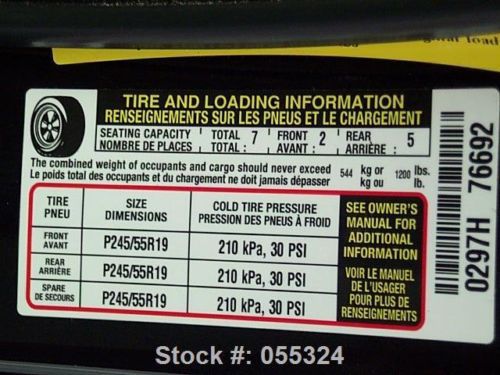 ginal load
TIRE AND LOADING INFORMATION
RENSEIGNEMENTS SUR LES PNEUS ET LE CHARGEMENT
SEATING CAPACITY TOTAL 7 FRONT 2 REAR 5
NOMBRE DE PLACES : TOTAL : AVANT : ARRIÈRE :
The combined weight of occupants and cargo should never exceed 544 kg or 1200 lbs.
Le poids total des occupants et du chargement ne doit jamais dépasser kg ou lb.
TIRE PNEU SIZE DIMENSIONS COLD TIRE PRESSURE PRESSION DES PNEUS À FROID
FRONT AVANT P245/55R19 210 kPa, 30 PSI
REAR ARRIÈRE P245/55R19 210 kPa, 30 PSI
SPARE DE SECOURS P245/55R19 210 kPa, 30 PSI
SEE OWNER'S
MANUAL FOR
ADDITIONAL
INFORMATION
VOIR LE MANUEL
DE L'USAGER
POUR PLUS DE
RENSEIGNEMENTS
0297H 76692
Stock #: 055324